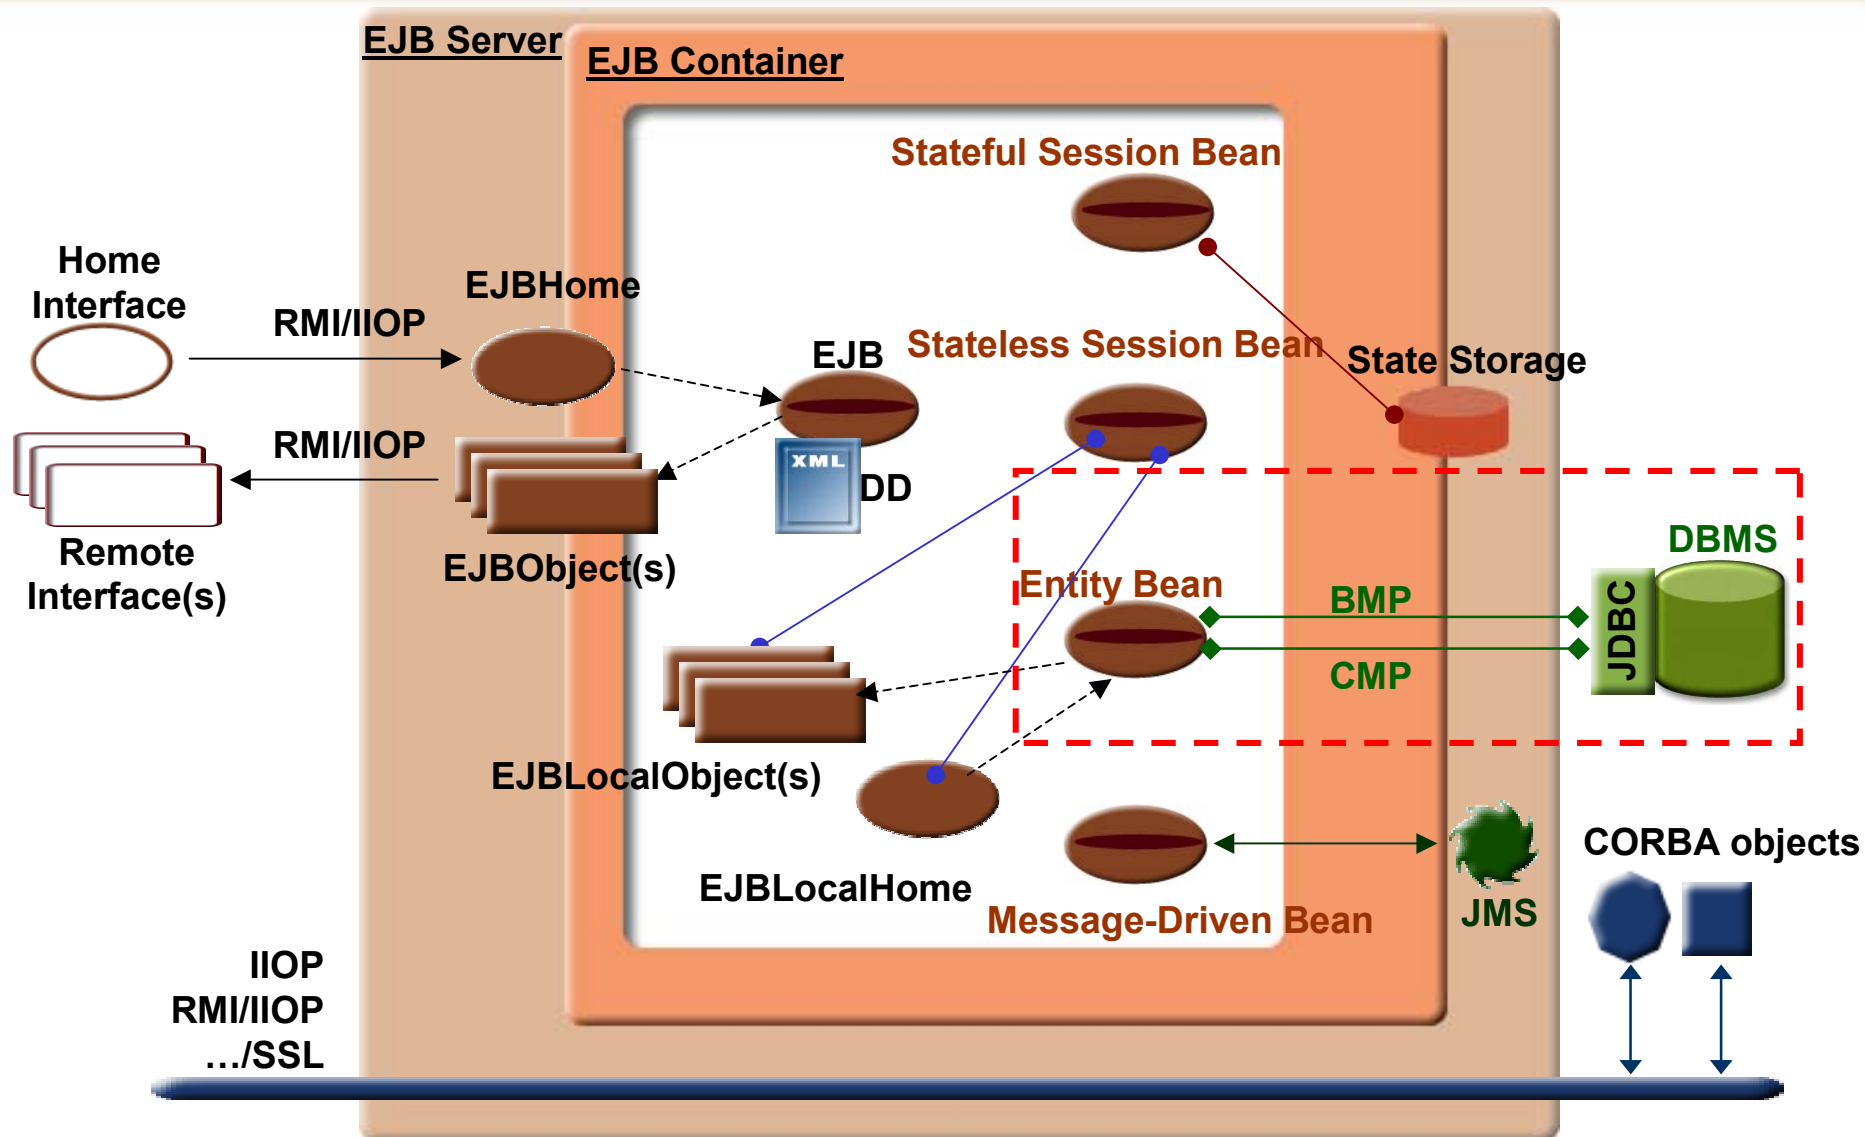 EJB Server
EJB Container
Stateful Session Bean
Home
Interface
RMI/IIOP
EJBHome
EJB
Stateless Session Bean
State Storage
RMI/IIOP
XML
DD
Remote
Interface(s)
EJBObject(s)
Entity Bean
BMP
CMP
DBMS
JDBC
EJBLocalObject(s)
EJBLocalHome
Message-Driven Bean
JMS
CORBA objects
IIOP
RMI/IIOP
…/SSL